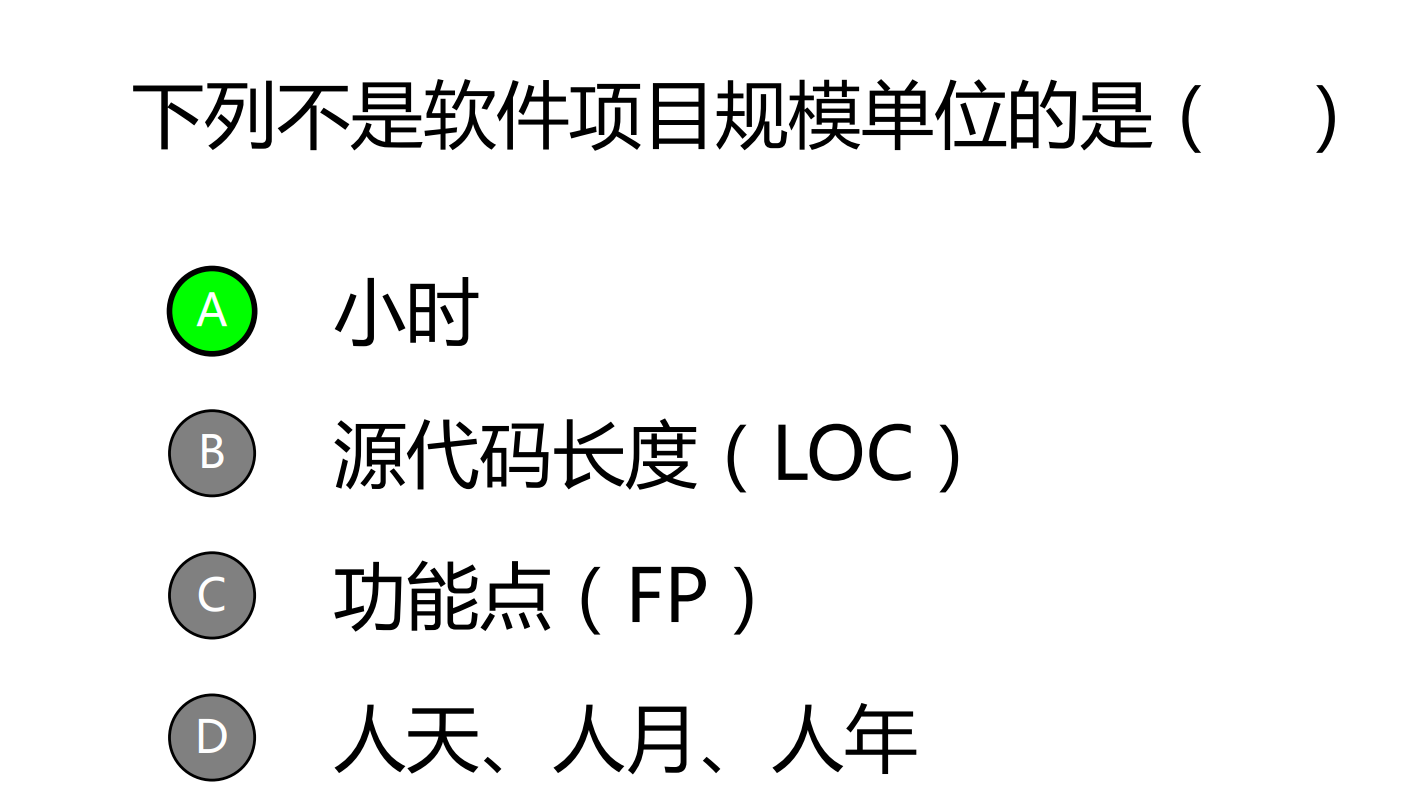 下列不是软件项目规模单位的是（　）
A 小时
B 源代码长度（LOC）
C 功能点（FP）
D 人天、人月、人年